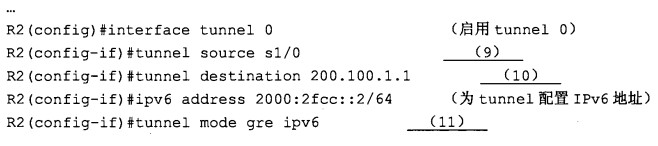 …
R2(config)#interface tunnel 0 (启用 tunnel 0)
R2(config-if)#tunnel source s1/0 (9)
R2(config-if)#tunnel destination 200.100.1.1 (10)
R2(config-if)#ipv6 address 2000:2fcc::2/64 (为 tunnel 配置 IPv6 地址)
R2(config-if)#tunnel mode gre ipv6 (11)